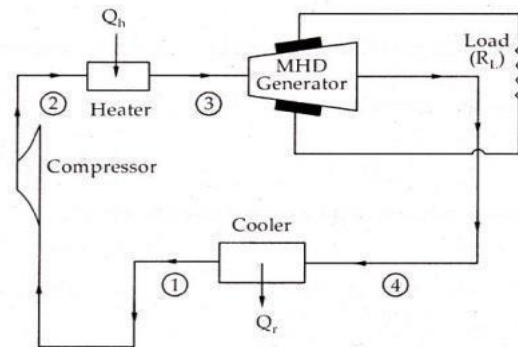 Qh
Load
(RL)
MHD
Generator
②
Heater
③
Compressor
Cooler
①
④
Qr